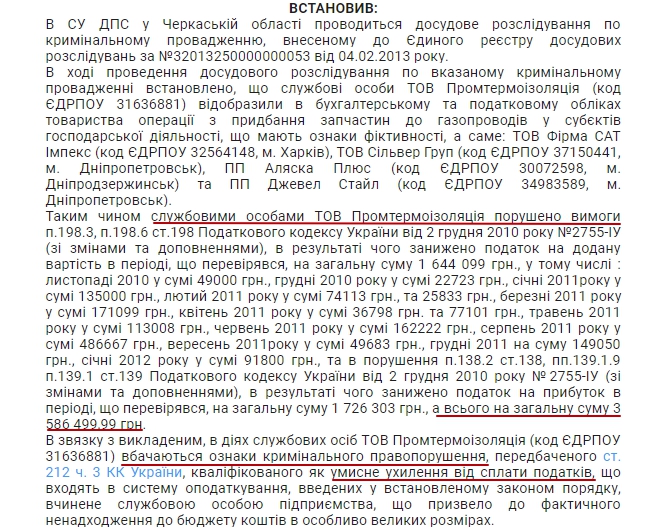 ВСТАНОВИВ:
В СУ ДПС у Черкаській області проводиться досудове розслідування по
кримінальному провадженню, внесеному до Єдиного реєстру досудових
розслідувань за №32013250000000053 від 04.02.2013 року.
В ході проведення досудового розслідування по вказаному кримінальному
провадженні встановлено, що службові особи ТОВ Промтермоізоляція (код
ЄДРПОУ 31636881) відобразили в бухгалтерському та податковому обліках
товариства операції з придбання запчастин до газопроводів у субєктів
господарської діяльності, що мають ознаки фіктивності, а саме: ТОВ Фірма САТ
Імпекс (код ЄДРПОУ 32564148, м. Харків), ТОВ Сільвер Груп (код ЄДРПОУ 37150441,
м. Дніпропетровськ), ПП Аляска Плюс (код ЄДРПОУ 30072598, м.
Дніпродзержинськ) та ПП Джевел Стайл (код ЄДРПОУ 34983589, м.
Дніпропетровськ).
Таким чином службовими особами ТОВ Промтермоізоляція порушено вимоги
п.198.3, п.198.6 ст.198 Податкового кодексу України від 2 грудня 2010 року №2755-ІУ
(зі змінами та доповненнями), в результаті чого занижено податок на додану
вартість в періоді, що перевірявся, на загальну суму 1 644 099 грн., у тому числі :
листопаді 2010 у сумі 49000 грн., грудні 2010 року у сумі 22723 грн., січні 2011року у
сумі 135000 грн., лютий 2011 року у сумі 74113 грн., та 25833 грн., березні 2011 року
у сумі 171099 грн., квітень 2011 року у сумі 36798 грн. та 77101 грн., травень 2011
року у сумі 113008 грн., червень 2011 року у сумі 162222 грн., серпень 2011 року у
сумі 486667 грн., вересень 2011року у сумі 49683 грн., грудні 2011 на суму 149050
грн., січні 2012 року у сумі 91800 грн., та в порушення п.138.2 ст.138, пп.139.1.9
п.139.1 ст.139 Податкового кодексу України від 2 грудня 2010 року №2755-ІУ (зі
змінами та доповненнями), в результаті чого занижено податок на прибуток в
періоді, що перевірявся, на загальну суму 1 726 303 грн., а всього на загальну суму 3
586 499,99 грн.
В звязку з викладеним, в діях службових осіб ТОВ Промтермоізоляція (код ЄДРПОУ
31636881) вбачаються ознаки кримінального правопорушення, передбаченого ст.
212 ч. 3 КК України, кваліфікованого як умисне ухилення від сплати податків, що
входять в систему оподаткування, введених у встановленому законом порядку,
вчинене службовою особою підприємства, що призвело до фактичного
ненадходження до бюджету коштів в особливо великих розмірах.